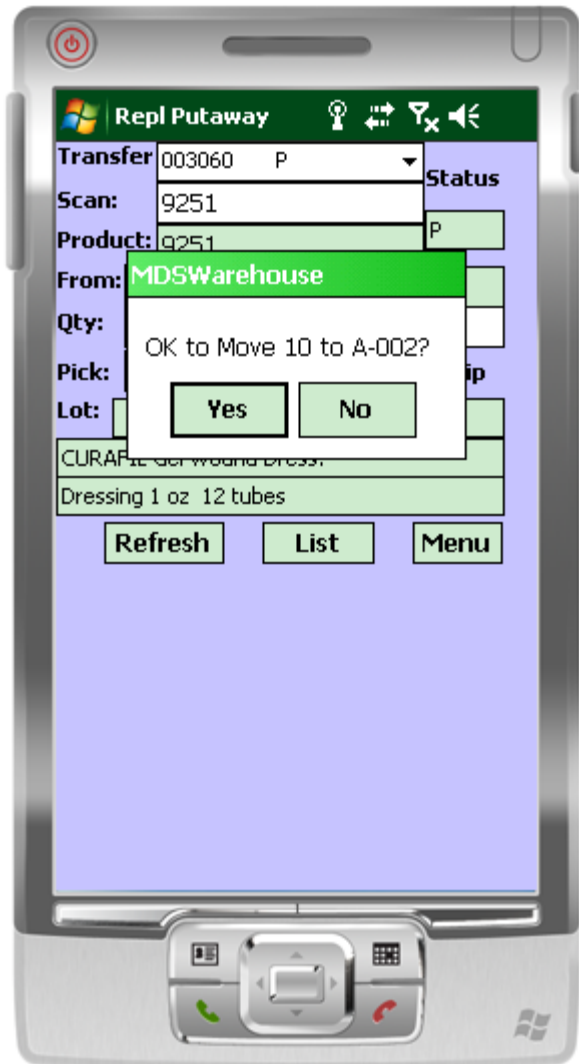 Repl Putaway
Transfer 003060 P
Status
Scan: 9251
Product: 9251 P
From:
MDSWarehouse
Qty:
OK to Move 10 to A-002?
Pick:
Lot:
Yes No
Dressing 1 oz 12 tubes
Refresh List Menu